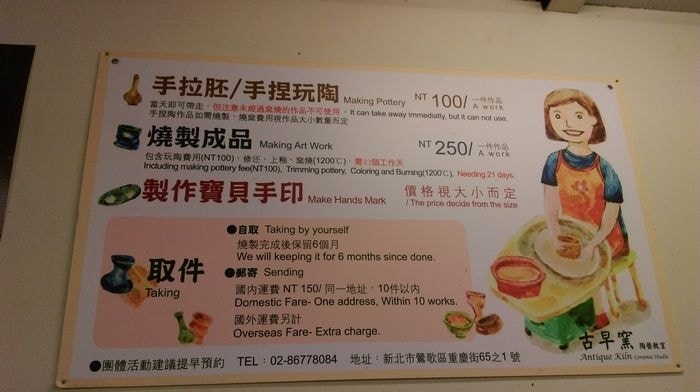 手拉胚/手捏玩陶 Making Pottery NT 100/ 一件作品 A work
當天即可帶走，但注意未經過窯燒的作品不可使用。It can take away immediatly, but it can not use.
手捏陶作品如需燒製，燒窯費用視作品大小數量而定
燒製成品 Making Art Work NT 250/ 一件作品 A work
包含玩陶費用(NT100)、修坯、上釉、窯燒(1200℃)，需21個工作天
Including making pottery fee(NT100), Trimming pottery, Coloring and Burning(1200℃), Needing 21 days.
製作寶貝手印 Make Hands Mark 價格視大小而定
/ The price decide from the size
取件
Taking
●自取 Taking by yourself
燒製完成後保留6個月
We will keeping it for 6 months since done.
●郵寄 Sending
國內運費 NT 150/ 同一地址，10件以內
Domestic Fare- One address, Within 10 works.
國外運費另計
Overseas Fare- Extra charge.
古早窯 陶藝教室
Antique Kiln Ceramic Studio
●團體活動建議提早預約 TEL：02-86778084 地址：新北市鶯歌區重慶街65之1號